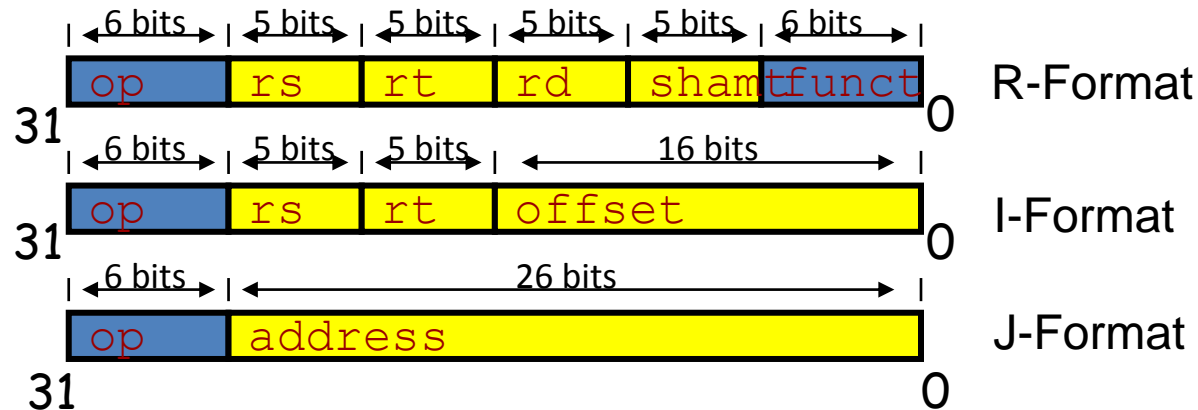 6 bits 5 bits 5 bits 5 bits 5 bits 6 bits
op rs rt rd shamt funct R-Format
31 0
6 bits 5 bits 5 bits 16 bits
op rs rt offset I-Format
31 0
6 bits 26 bits
op address J-Format
31 0